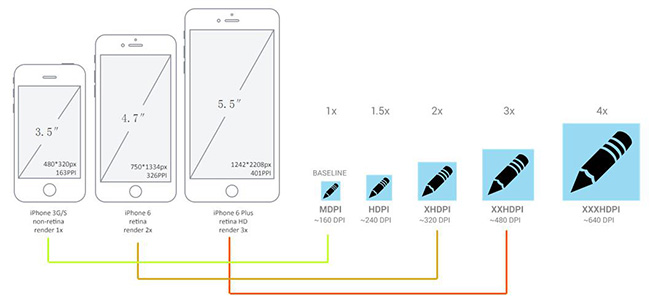 3.5″
480*320px
163PPI
iPhone 3G/S
non-retina
render 1x
4.7″
750*1334px
326PPI
iPhone 6
retina
render 2x
5.5″
1242*2208px
401PPI
iPhone 6 Plus
retina HD
render 3x
1x
1.5x
2x
3x
4x
BASELINE
MDPI
~160 DPI
HDPI
~240 DPI
XHDPI
~320 DPI
XXHDPI
~480 DPI
XXXHDPI
~640 DPI